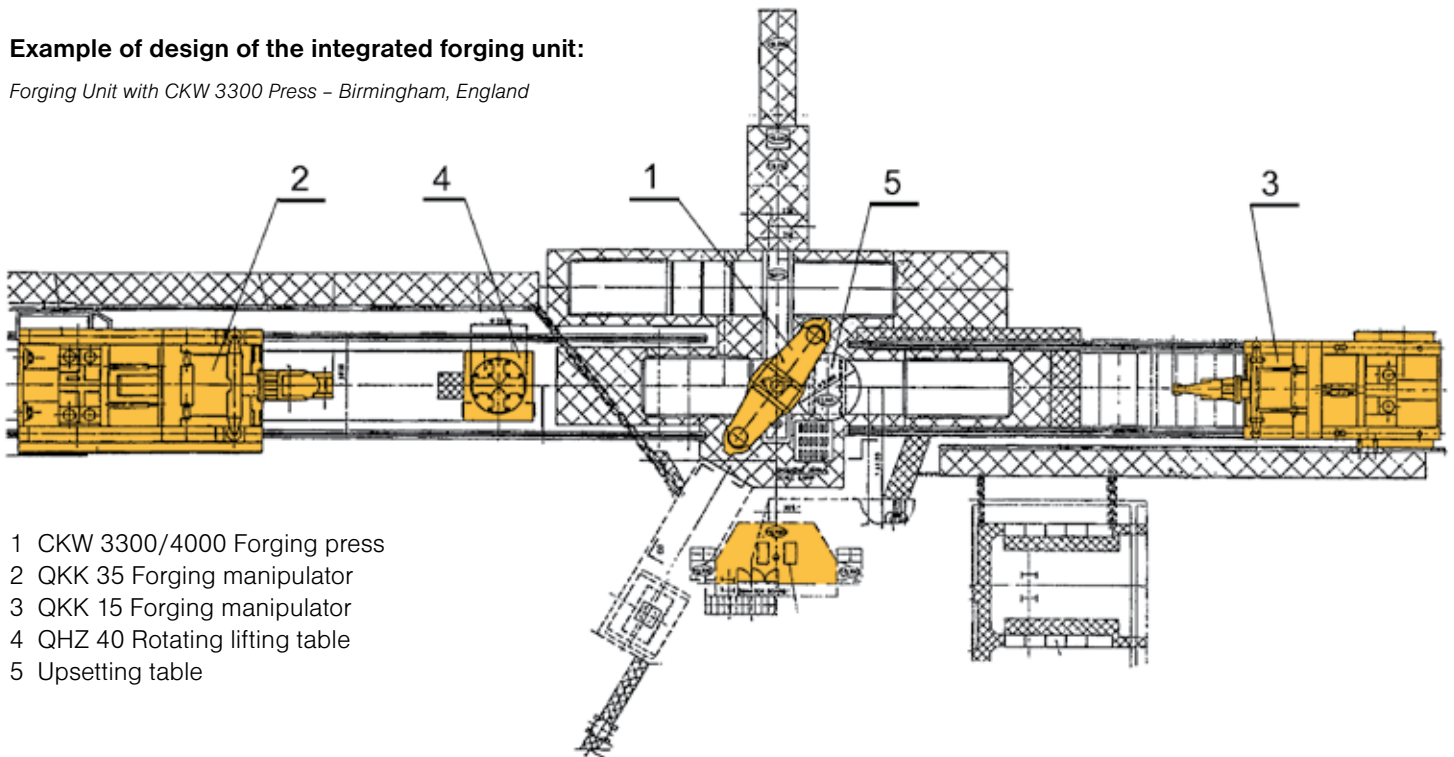 Example of design of the integrated forging unit:
Forging Unit with CKW 3300 Press – Birmingham, England
2
4
1
5
3
1 CKW 3300/4000 Forging press
2 QKK 35 Forging manipulator
3 QKK 15 Forging manipulator
4 QHZ 40 Rotating lifting table
5 Upsetting table